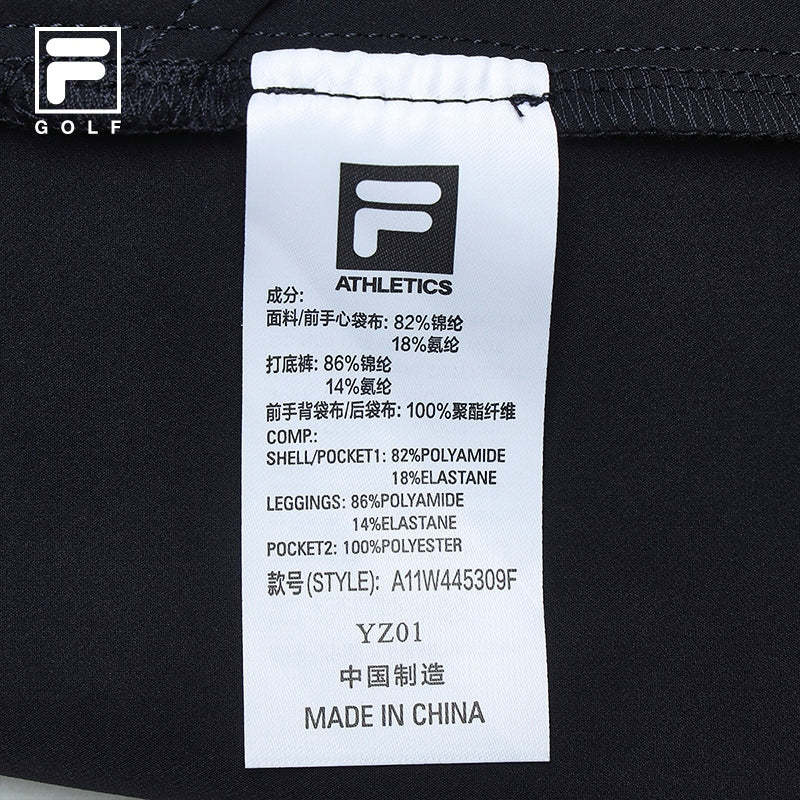 F
GOLF
F
ATHLETICS
成分:
面料/前手心袋布: 82%锦纶
18%氨纶
打底裤: 86%锦纶
14%氨纶
前手背袋布/后袋布: 100%聚酯纤维
COMP.:
SHELL/POCKET1: 82%POLYAMIDE
18%ELASTANE
LEGGINGS: 86%POLYAMIDE
14%ELASTANE
POCKET2: 100%POLYESTER
款号(STYLE): A11W445309F
YZ01
中国制造
MADE IN CHINA